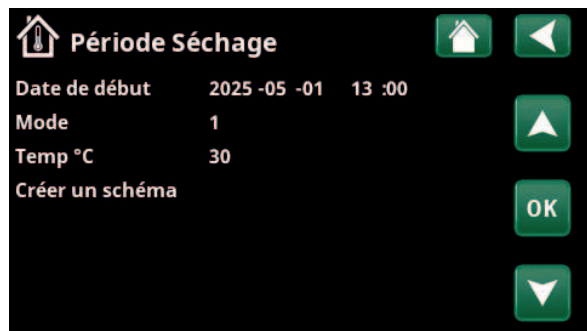 Période Séchage
Date de début 2025 -05 -01 13 :00
Mode 1
Temp °C 30
Créer un schéma
OK